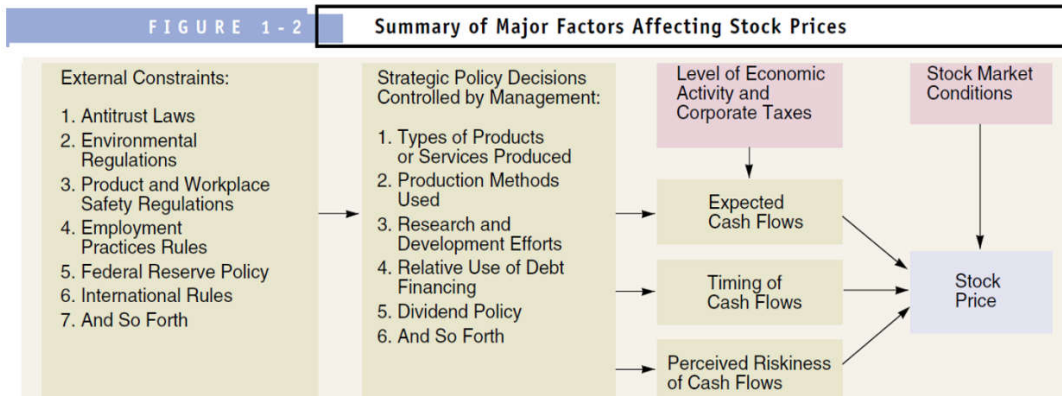 FIGURE 1-2
Summary of Major Factors Affecting Stock Prices
External Constraints:
1. Antitrust Laws
2. Environmental
Regulations
3. Product and Workplace
Safety Regulations
4. Employment
Practices Rules
5. Federal Reserve Policy
6. International Rules
7. And So Forth
Strategic Policy Decisions
Controlled by Management:
1. Types of Products
or Services Produced
2. Production Methods
Used
3. Research and
Development Efforts
4. Relative Use of Debt
Financing
5. Dividend Policy
6. And So Forth
Level of Economic
Activity and
Corporate Taxes
Expected
Cash Flows
Timing of
Cash Flows
Perceived Riskiness
of Cash Flows
Stock Market
Conditions
Stock
Price